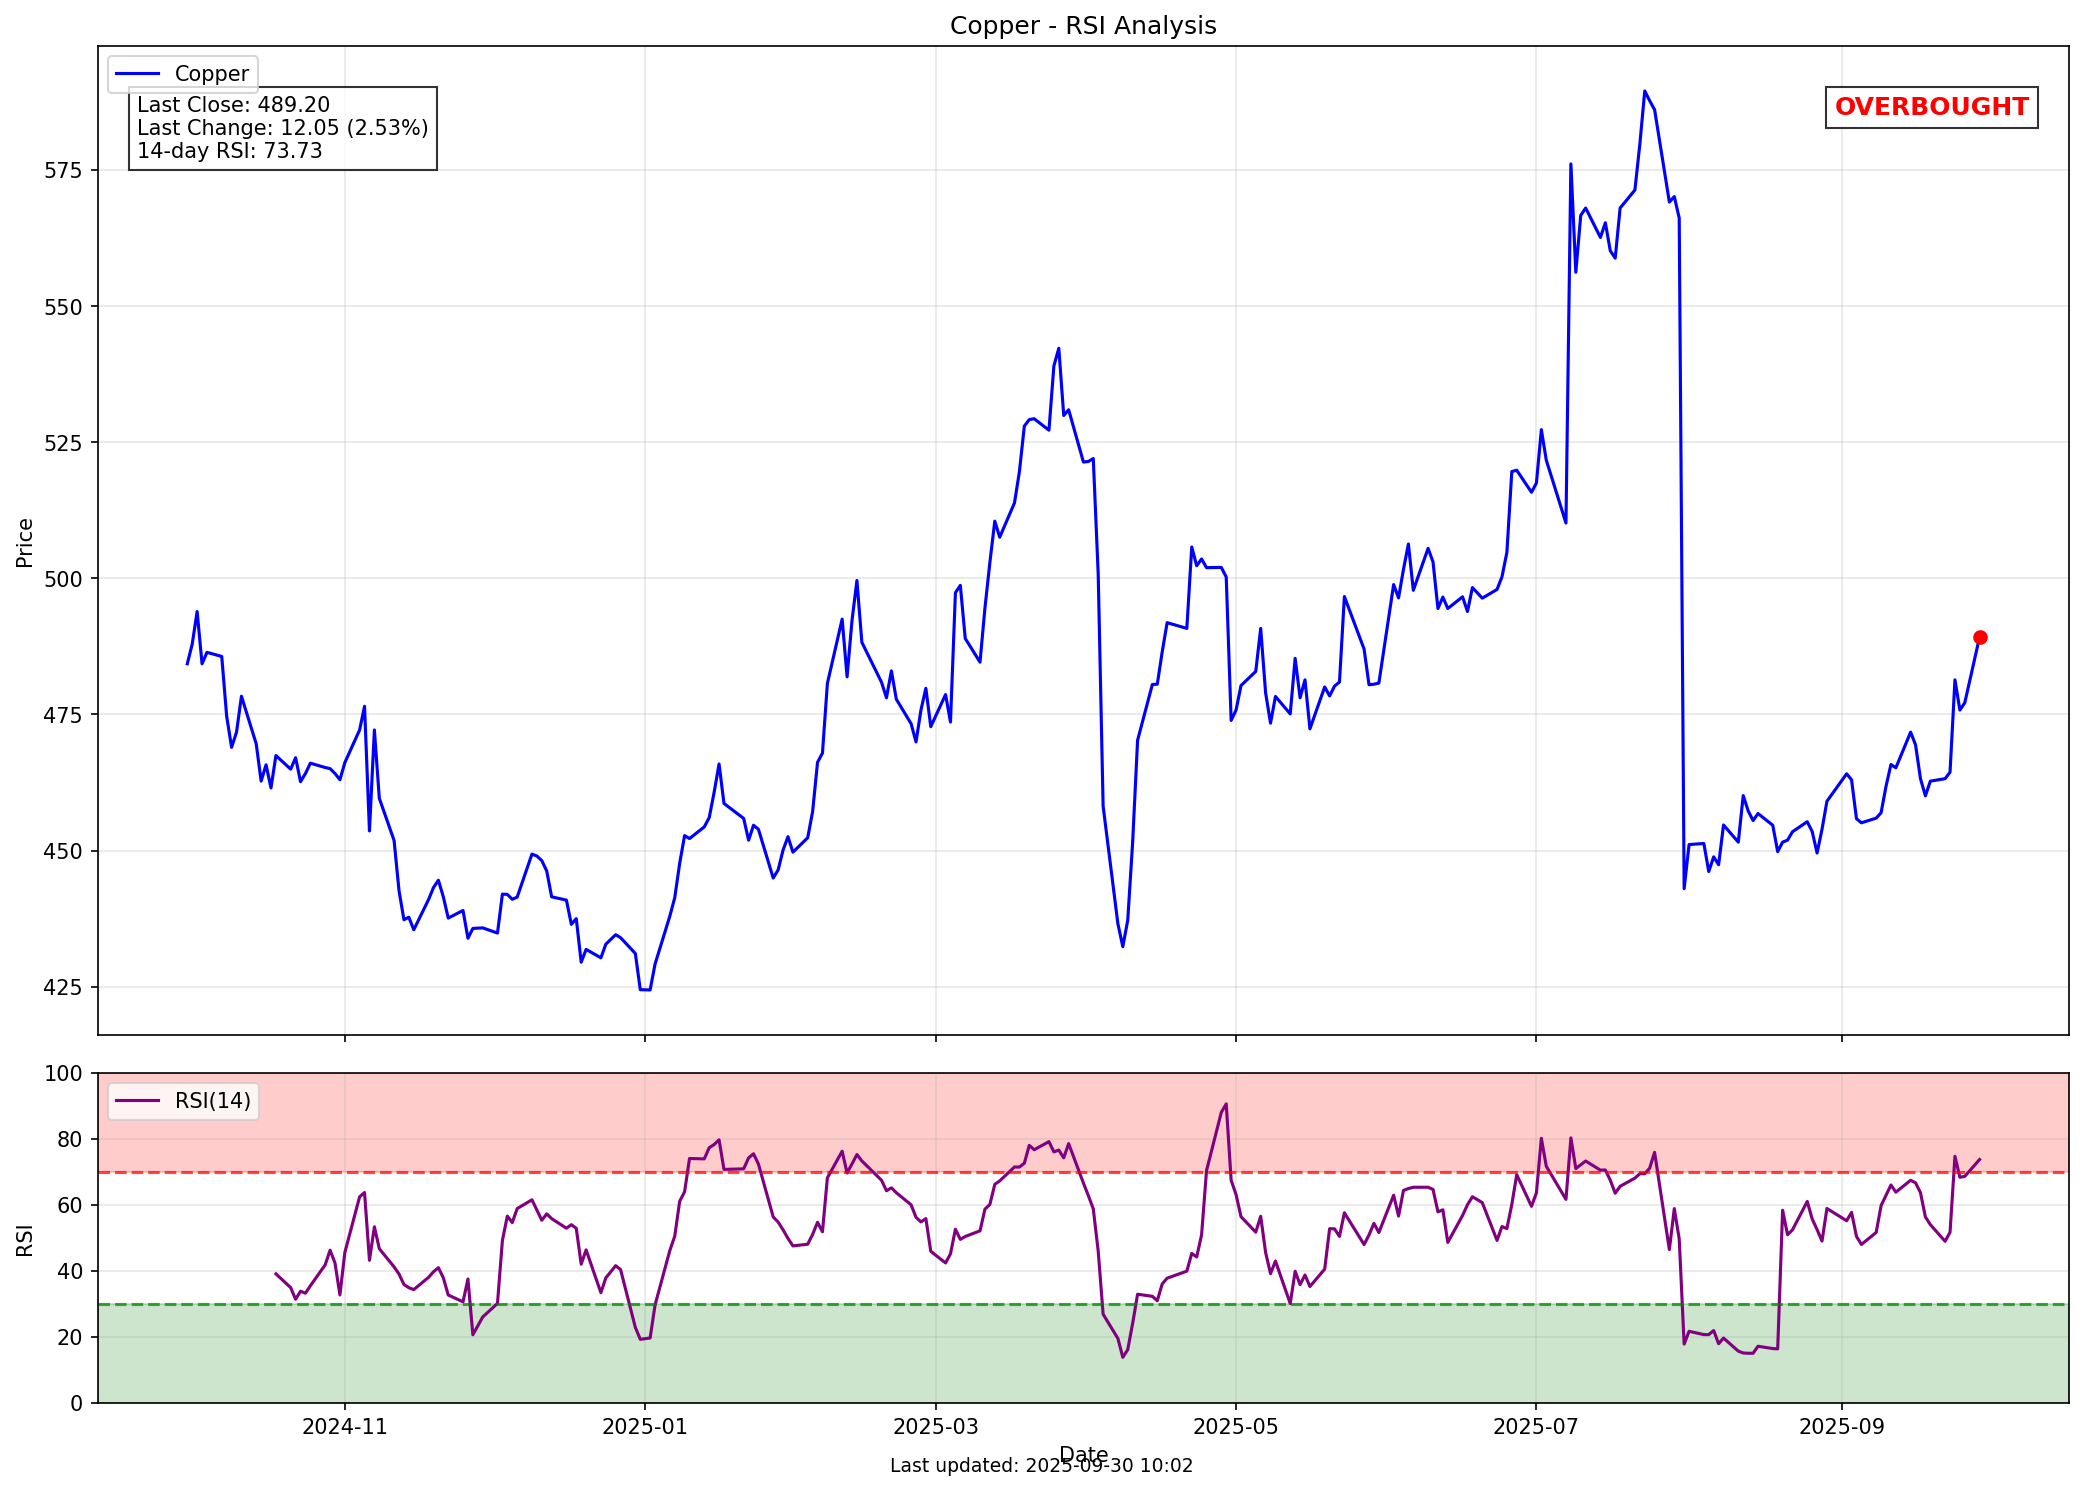 Copper - RSI Analysis
Copper
Last Close: 489.20
Last Change: 12.05 (2.53%)
14-day RSI: 73.73
OVERBOUGHT
Price
575
550
525
500
475
450
425
RSI(14)
RSI
100
80
60
40
20
0
2024-11
2025-01
2025-03
2025-05
2025-07
2025-09
Date
Last updated: 2025-09-30 10:02